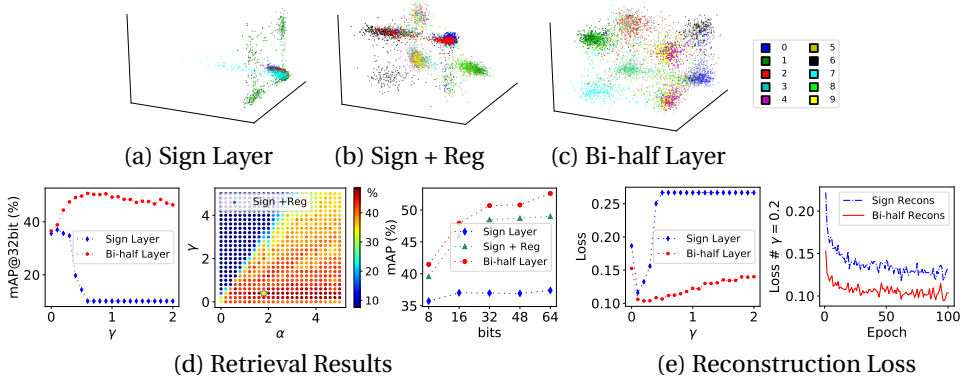 0 5
1 6
2 7
3 8
4 9
(a) Sign Layer (b) Sign + Reg (c) Bi-half Layer
mAP@32bit (%)
40
20
0 1 2
γ
Sign Layer
Bi-half Layer
γ
4
2
0
0 2 4
α
Sign +Reg
%
40
30
20
10
mAP (%)
50
45
40
35
8 16 32 48 64
bits
Sign Layer
Sign + Reg
Bi-half Layer
Loss
0.25
0.20
0.15
0.10
0 1 2
γ
Sign Layer
Bi-half Layer
Loss # γ = 0.2
0.20
0.15
0.10
0 50 100
Epoch
Sign Recons
Bi-half Recons
(d) Retrieval Results (e) Reconstruction Loss